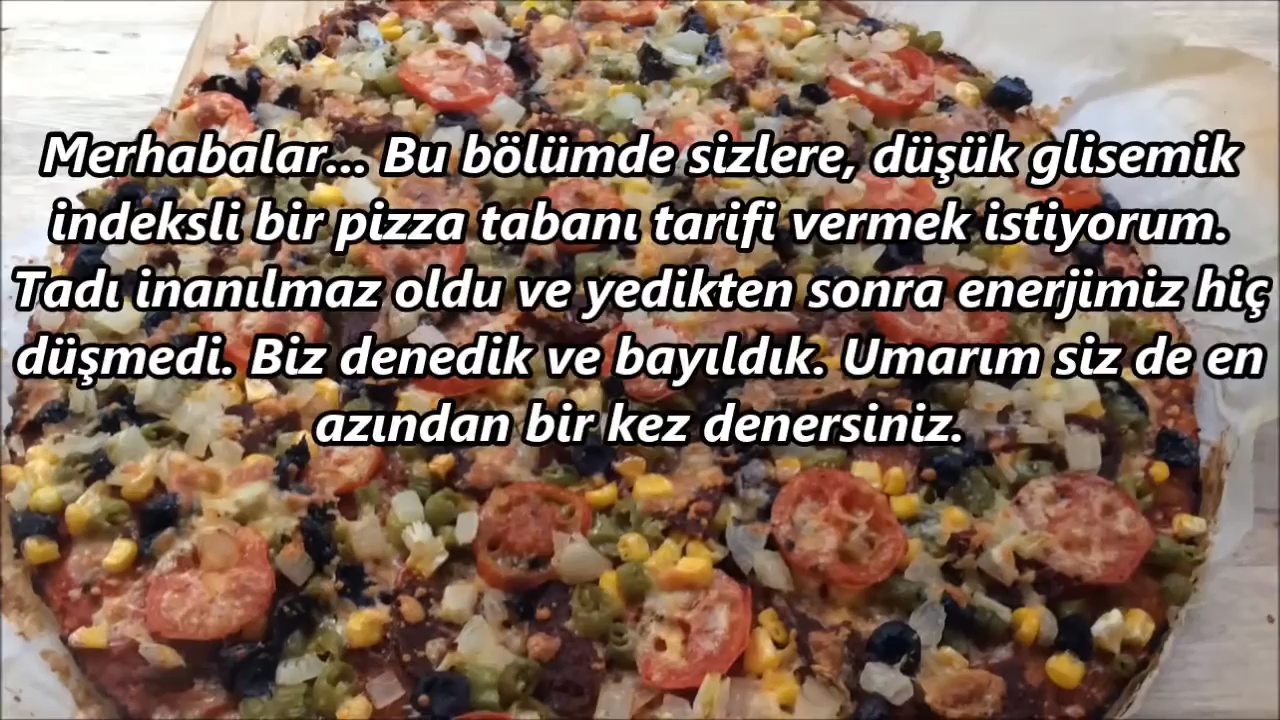 Merhabalar... Bu bölümde sizlere, düşük glisemik
indeksli bir pizza tabanı tarifi vermek istiyorum.
Tadı inanılmaz oldu ve yedikten sonra enerjimiz hiç
düşmedi. Biz denedik ve bayıldık. Umarım siz de en
azından bir kez denersiniz.